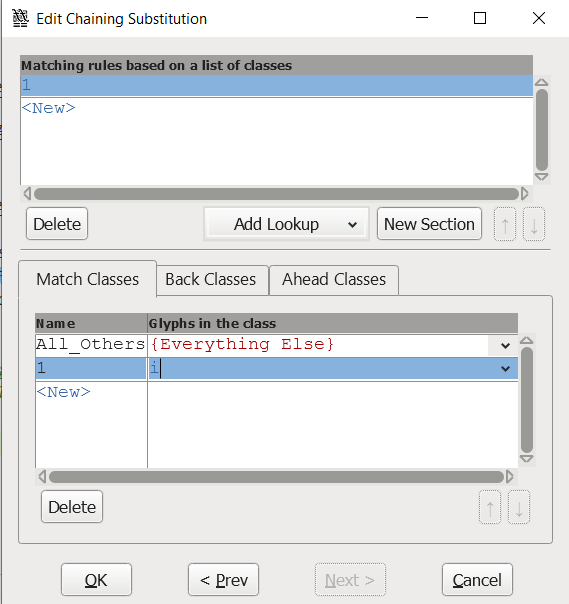 Edit Chaining Substitution
Matching rules based on a list of classes
1
<New>
Delete
Add Lookup
New Section
↑
↓
Match Classes
Back Classes
Ahead Classes
Name
Glyphs in the class
All_Others
{Everything Else}
1
i
<New>
Delete
↑
↓
OK
< Prev
Next >
Cancel